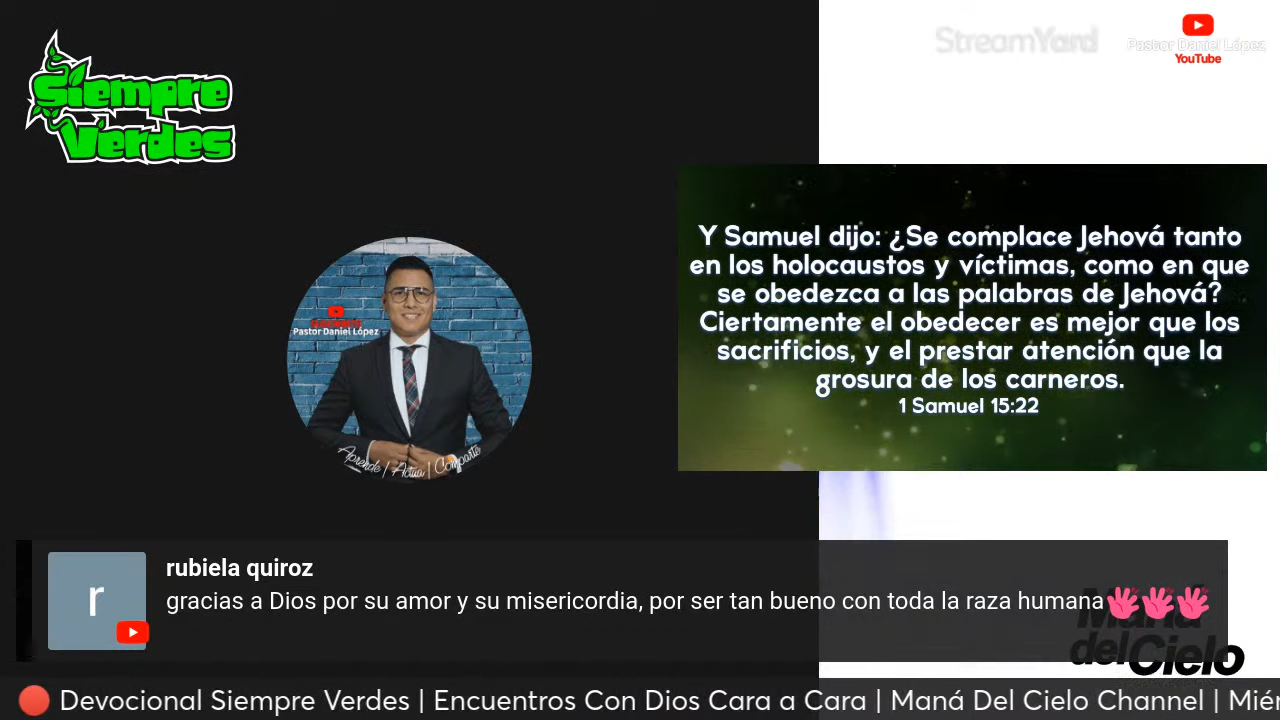 Siempre
Verdes
StreamYard
Pastor Daniel López
YouTube
Y Samuel dijo: ¿Se complace Jehová tanto
en los holocaustos y víctimas, como en que
se obedezca a las palabras de Jehová?
Ciertamente el obedecer es mejor que los
sacrificios, y el prestar atención que la
grosura de los carneros.
1 Samuel 15:22
Pastor Daniel López
Aprende | Actúa | Comparte
r
rubiela quiroz
gracias a Dios por su amor y su misericordia, por ser tan bueno con toda la raza humana
Maná
del Cielo
Devocional Siempre Verdes | Encuentros Con Dios Cara a Cara | Maná Del Cielo Channel |